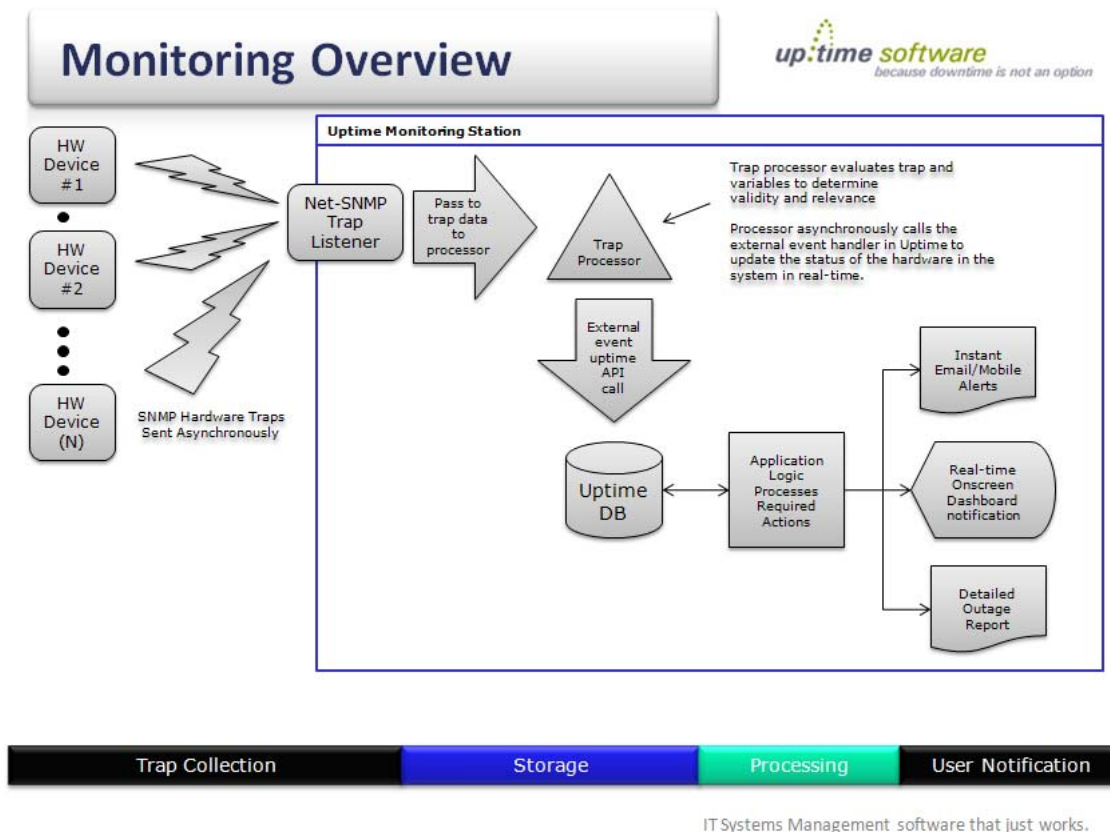 Monitoring Overview
up:time software
because downtime is not an option
HW
Device
#1
HW
Device
#2
HW
Device
(N)
SNMP Hardware Traps
Sent Asynchronously
Uptime Monitoring Station
Net-SNMP
Trap
Listener
Pass to
trap data
to
processor
Trap
Processor
Trap processor evaluates trap and
variables to determine
validity and relevance
Processor asynchronously calls the
external event handler in Uptime to
update the status of the hardware in the
system in real-time.
External
event
uptime
API
call
Uptime
DB
Application
Logic
Processes
Required
Actions
Instant
Email/Mobile
Alerts
Real-time
Onscreen
Dashboard
notification
Detailed
Outage
Report
Trap Collection
Storage
Processing
User Notification
IT Systems Management software that just works.